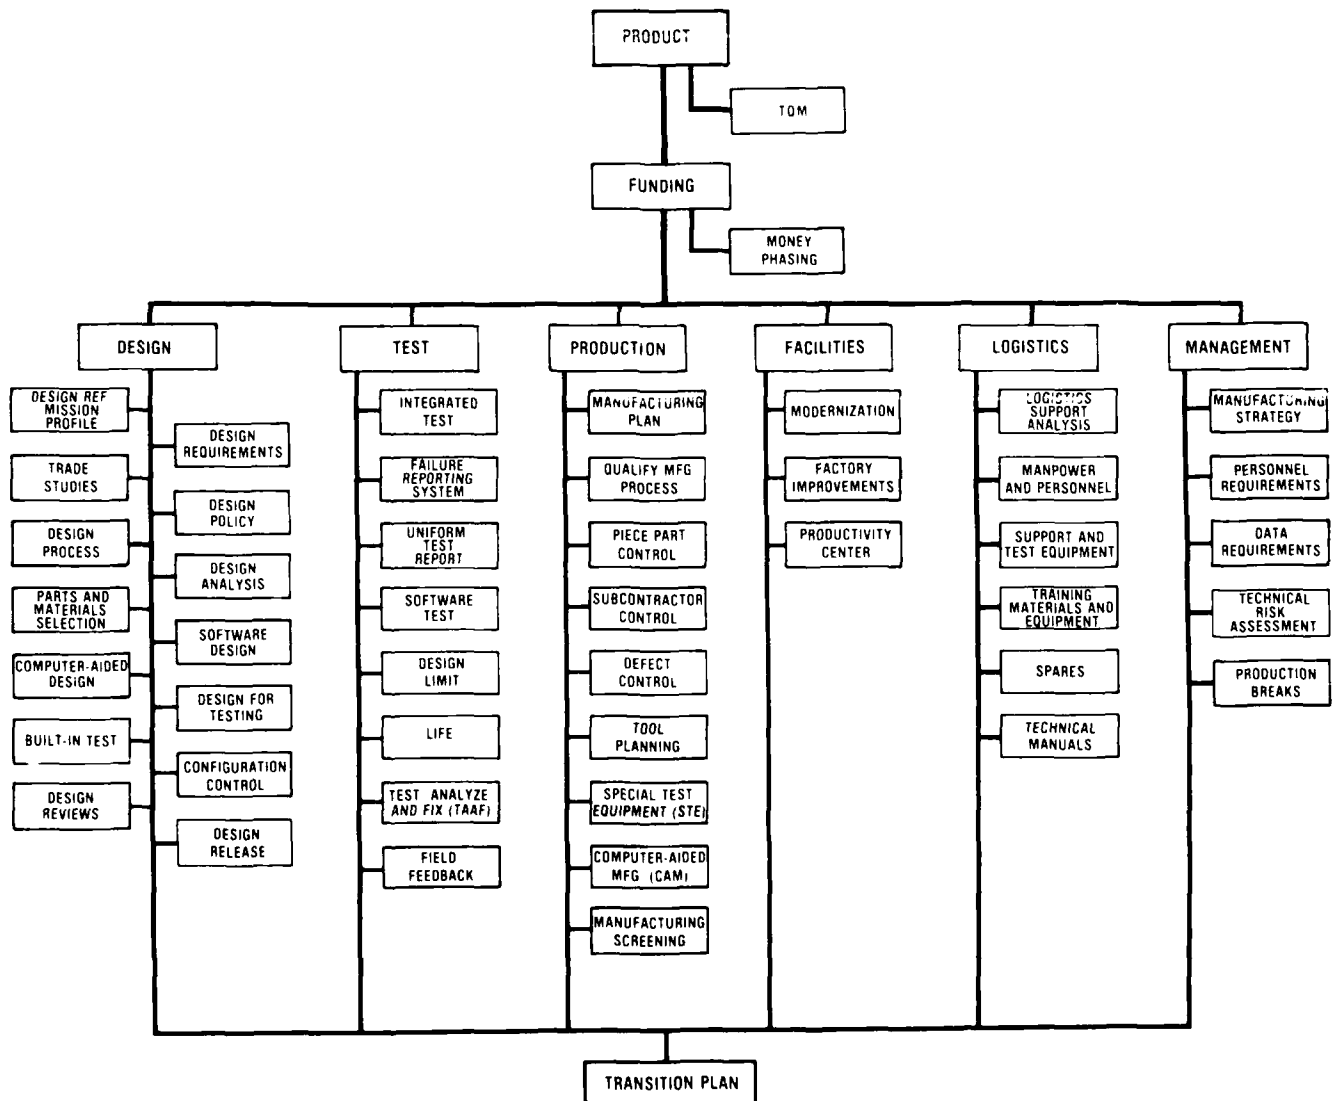 PRODUCT
TQM
FUNDING
MONEY
PHASING
DESIGN
TEST
PRODUCTION
FACILITIES
LOGISTICS
MANAGEMENT
DESIGN REF
MISSION
PROFILE
DESIGN
REQUIREMENTS
TRADE
STUDIES
DESIGN
POLICY
DESIGN
PROCESS
DESIGN
ANALYSIS
PARTS AND
MATERIALS
SELECTION
SOFTWARE
DESIGN
COMPUTER-AIDED
DESIGN
DESIGN FOR
TESTING
BUILT-IN TEST
CONFIGURATION
CONTROL
DESIGN
REVIEWS
DESIGN
RELEASE
INTEGRATED
TEST
FAILURE
REPORTING
SYSTEM
UNIFORM
TEST
REPORT
SOFTWARE
TEST
DESIGN
LIMIT
LIFE
TEST ANALYZE
AND FIX (TAAF)
FIELD
FEEDBACK
MANUFACTURING
PLAN
QUALIFY MFG
PROCESS
PIECE PART
CONTROL
SUBCONTRACTOR
CONTROL
DEFECT
CONTROL
TOOL
PLANNING
SPECIAL TEST
EQUIPMENT (STE)
COMPUTER-AIDED
MFG (CAM)
MANUFACTURING
SCREENING
MODERNIZATION
FACTORY
IMPROVEMENTS
PRODUCTIVITY
CENTER
LOGISTICS
SUPPORT
ANALYSIS
MANPOWER
AND PERSONNEL
SUPPORT AND
TEST EQUIPMENT
TRAINING
MATERIALS AND
EQUIPMENT
SPARES
TECHNICAL
MANUALS
MANUFACTURING
STRATEGY
PERSONNEL
REQUIREMENTS
DATA
REQUIREMENTS
TECHNICAL
RISK
ASSESSMENT
PRODUCTION
BREAKS
TRANSITION PLAN